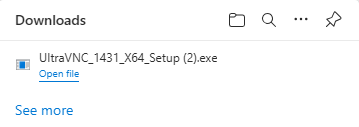 Downloads
UltraVNC_1431_X64_Setup (2).exe
Open file
See more